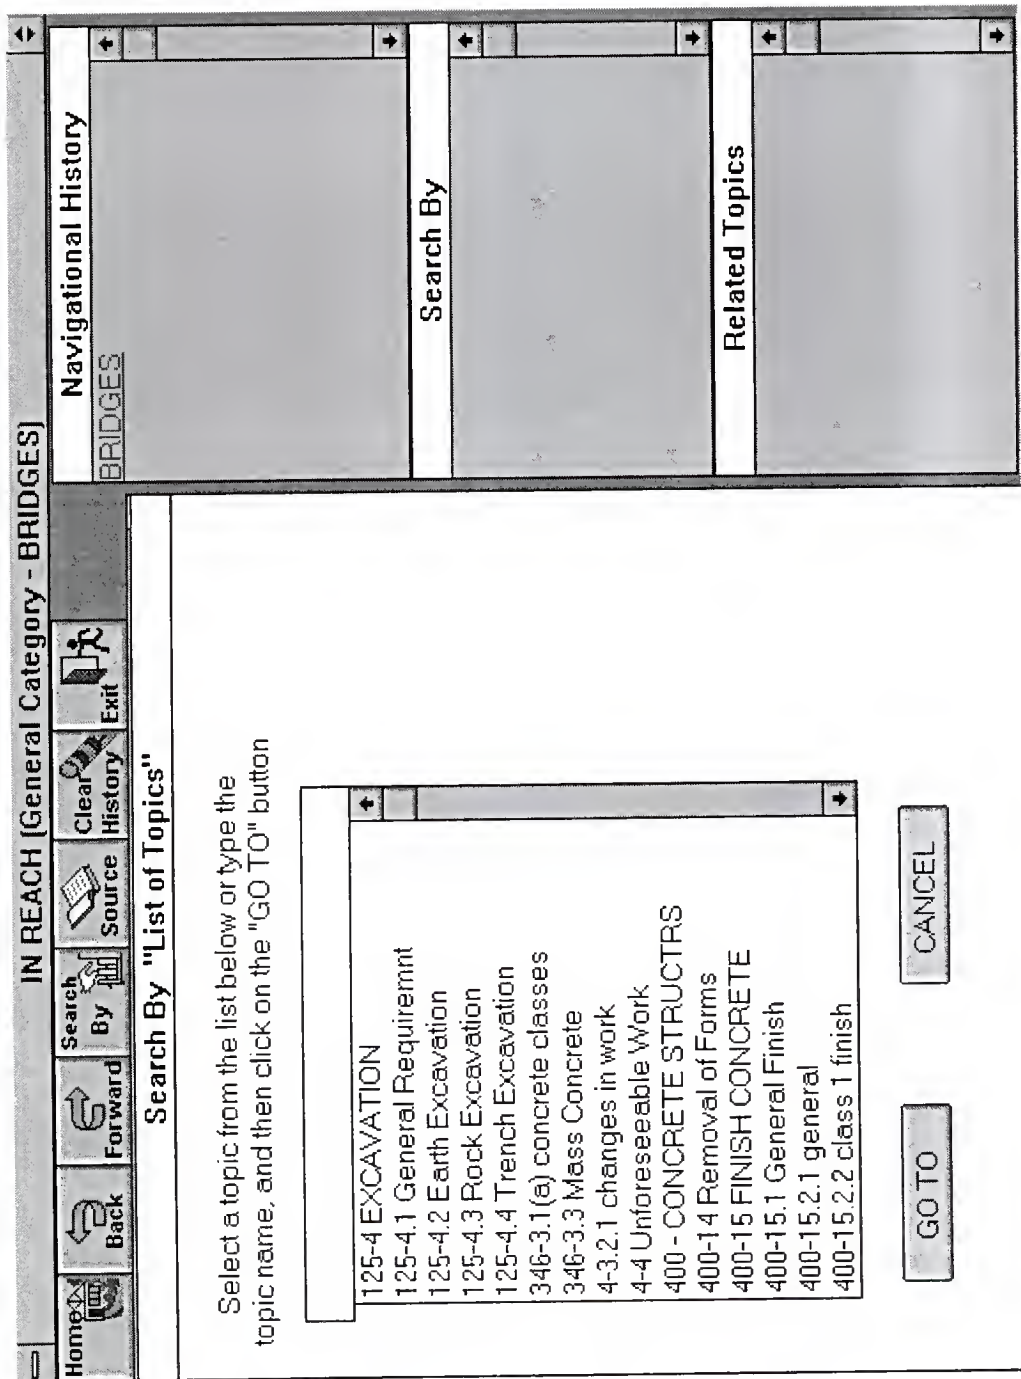 IN REACH [General Category - BRIDGES]
Home
Back
Forward
Search
By
Source
Clear
History
Exit
Search By "List of Topics"
Select a topic from the list below or type the
topic name, and then click on the "GO TO" button
125-4 EXCAVATION
125-4.1 General Requiremnt
125-4.2 Earth Excavation
125-4.3 Rock Excavation
125-4.4 Trench Excavation
346-3.1(a) concrete classes
346-3.3 Mass Concrete
4-3.2.1 changes in work
4-4 Unforeseeable Work
400 - CONCRETE STRUCTRS
400-14 Removal of Forms
400-15 FINISH CONCRETE
400-15.1 General Finish
400-15.2.1 general
400-15.2.2 class 1 finish
GO TO
CANCEL
Navigational History
BRIDGES
Search By
Related Topics